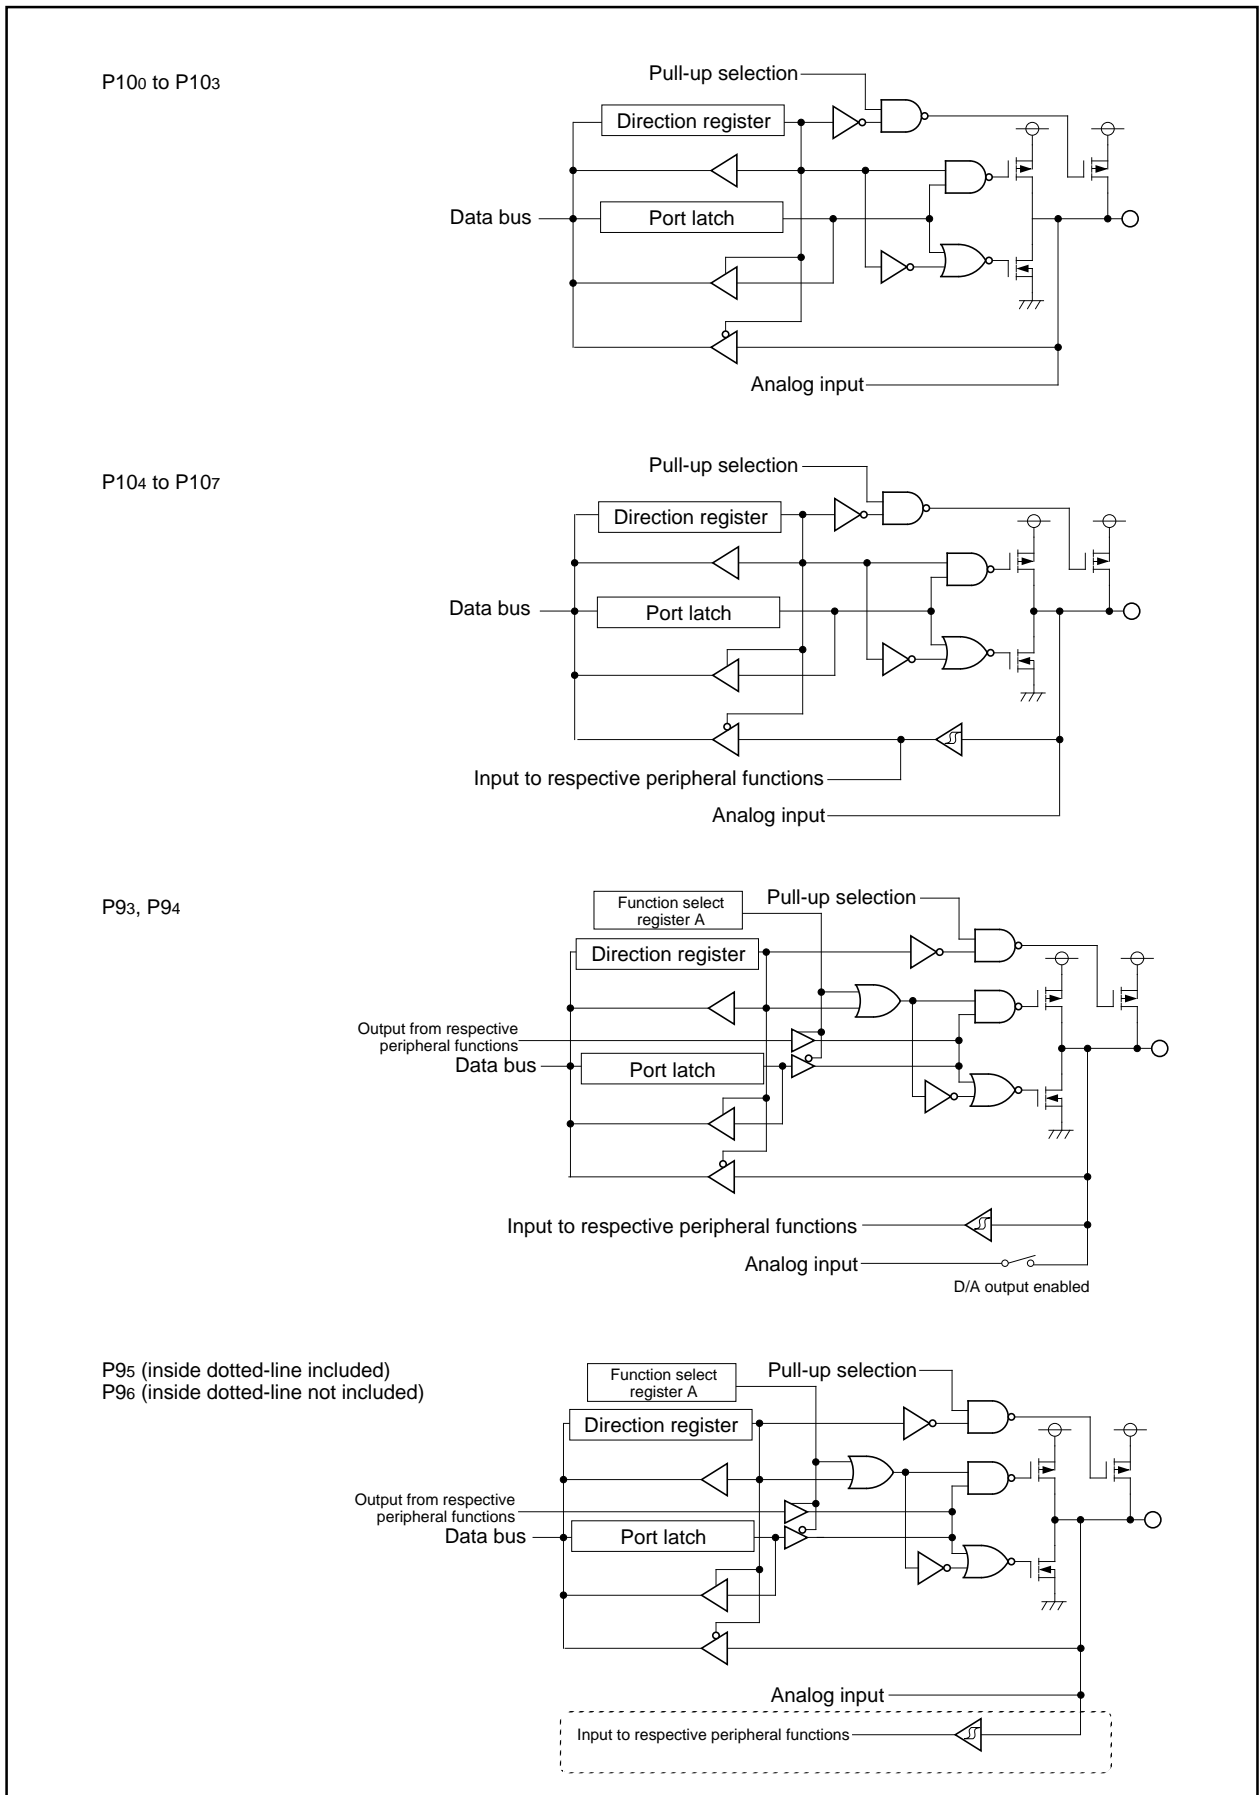 P100 to P103
Pull-up selection
Direction register
Data bus
Port latch
Analog input
P104 to P107
Pull-up selection
Direction register
Data bus
Port latch
Input to respective peripheral functions
Analog input
P93, P94
Function select
register A
Pull-up selection
Direction register
Output from respective
peripheral functions
Data bus
Port latch
Input to respective peripheral functions
Analog input
D/A output enabled
P95 (inside dotted-line included)
P96 (inside dotted-line not included)
Function select
register A
Pull-up selection
Direction register
Output from respective
peripheral functions
Data bus
Port latch
Analog input
Input to respective peripheral functions